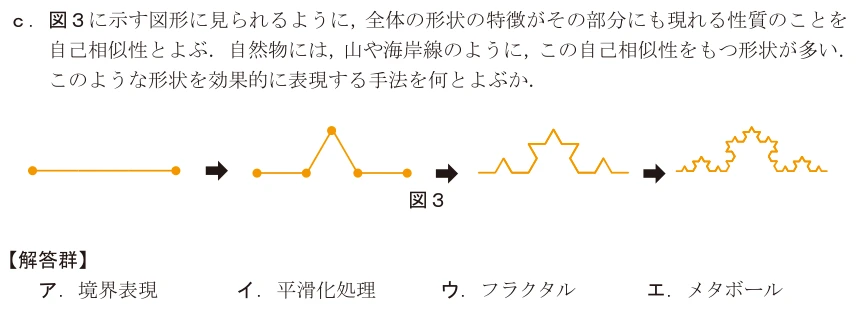 c．図3に示す図形に見られるように，全体の形状の特徴がその部分にも現れる性質のことを
自己相似性とよぶ．自然物には，山や海岸線のように，この自己相似性をもつ形状が多い．
このような形状を効果的に表現する手法を何とよぶか．
図3
【解答群】
ア．境界表現　イ．平滑化処理　ウ．フラクタル　エ．メタボール